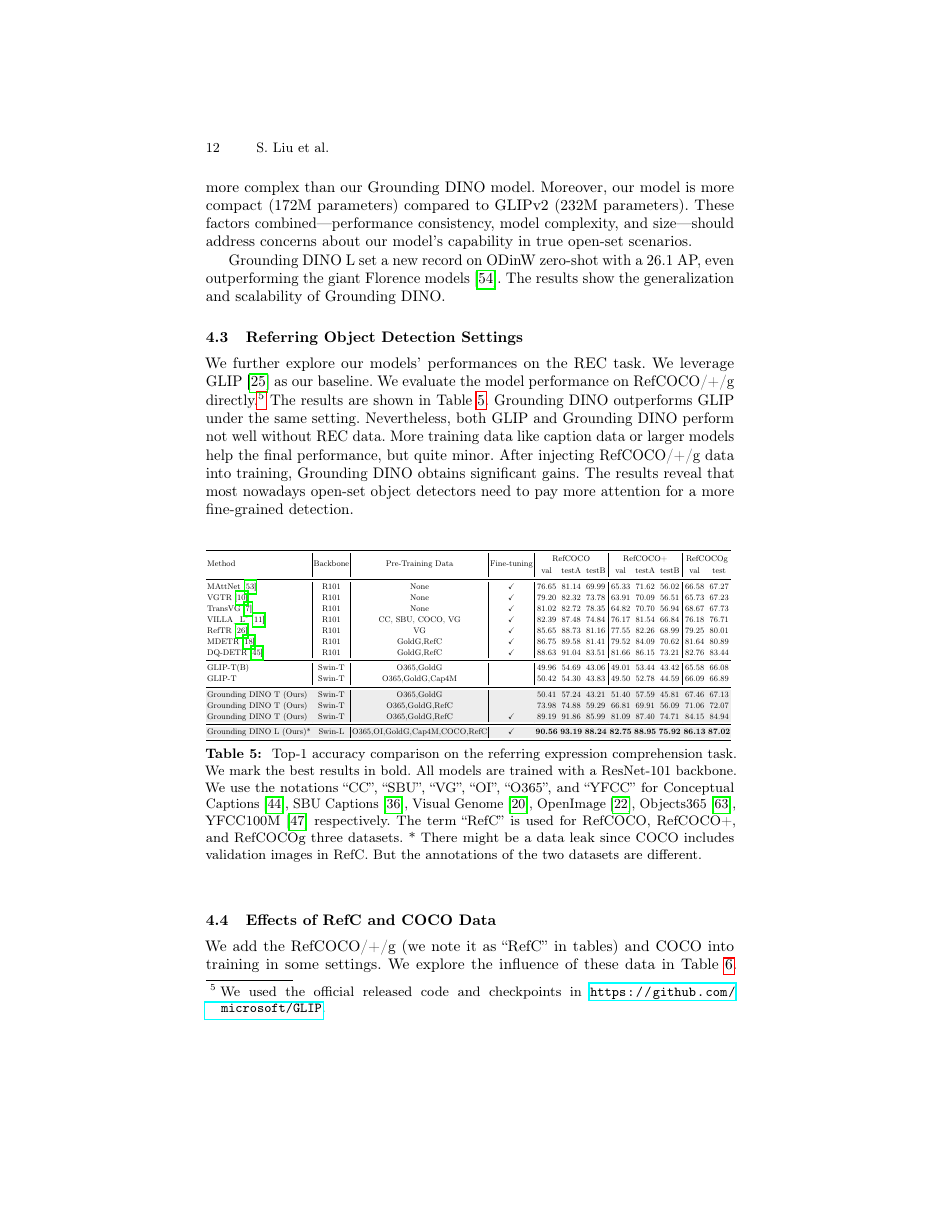 12 S. Liu et al.
more complex than our Grounding DINO model. Moreover, our model is more
compact (172M parameters) compared to GLIPv2 (232M parameters). These
factors combined—performance consistency, model complexity, and size—should
address concerns about our model's capability in true open-set scenarios.
Grounding DINO L set a new record on ODinW zero-shot with a 26.1 AP, even
outperforming the giant Florence models [54]. The results show the generalization
and scalability of Grounding DINO.
4.3 Referring Object Detection Settings
We further explore our models' performances on the REC task. We leverage
GLIP [25] as our baseline. We evaluate the model performance on RefCOCO/+/g
directly.5 The results are shown in Table 5. Grounding DINO outperforms GLIP
under the same setting. Nevertheless, both GLIP and Grounding DINO perform
not well without REC data. More training data like caption data or larger models
help the final performance, but quite minor. After injecting RefCOCO/+/g data
into training, Grounding DINO obtains significant gains. The results reveal that
most nowadays open-set object detectors need to pay more attention for a more
fine-grained detection.
Method Backbone Pre-Training Data Fine-tuning RefCOCO RefCOCO+ RefCOCOg
val testA testB val testA testB val test
MAttNet [53] R101 None ✓ 76.65 81.14 69.99 65.33 71.62 56.02 66.58 67.27
VGTR [10] R101 None ✓ 79.20 82.32 73.78 63.91 70.09 56.51 65.73 67.23
TransVG [7] R101 None ✓ 81.02 82.72 78.35 64.82 70.70 56.94 68.67 67.73
VILLA_L* [11] R101 CC, SBU, COCO, VG ✓ 82.39 87.48 74.84 76.17 81.54 66.84 76.18 76.71
RefTR [26] R101 VG ✓ 85.65 88.73 81.16 77.55 82.26 68.99 79.25 80.01
MDETR [18] R101 GoldG,RefC ✓ 86.75 89.58 81.41 79.52 84.09 70.62 81.64 80.89
DQ-DETR [45] R101 GoldG,RefC ✓ 88.63 91.04 83.51 81.66 86.15 73.21 82.76 83.44
GLIP-T(B) Swin-T O365,GoldG 49.96 54.69 43.06 49.01 53.44 43.42 65.58 66.08
GLIP-T Swin-T O365,GoldG,Cap4M 50.42 54.30 43.83 49.50 52.78 44.59 66.09 66.89
Grounding DINO T (Ours) Swin-T O365,GoldG 50.41 57.24 43.21 51.40 57.59 45.81 67.46 67.13
Grounding DINO T (Ours) Swin-T O365,GoldG,RefC 73.98 74.88 59.29 66.81 69.91 56.09 71.06 72.07
Grounding DINO T (Ours) Swin-T O365,GoldG,RefC ✓ 89.19 91.86 85.99 81.09 87.40 74.71 84.15 84.94
Grounding DINO L (Ours)* Swin-L O365,OI,GoldG,Cap4M,COCO,RefC ✓ 90.56 93.19 88.24 82.75 88.95 75.92 86.13 87.02
Table 5: Top-1 accuracy comparison on the referring expression comprehension task.
We mark the best results in bold. All models are trained with a ResNet-101 backbone.
We use the notations “CC”, “SBU”, “VG”, “OI”, “O365”, and “YFCC” for Conceptual
Captions [44], SBU Captions [36], Visual Genome [20], OpenImage [22], Objects365 [63],
YFCC100M [47] respectively. The term “RefC” is used for RefCOCO, RefCOCO+,
and RefCOCOg three datasets. * There might be a data leak since COCO includes
validation images in RefC. But the annotations of the two datasets are different.
4.4 Effects of RefC and COCO Data
We add the RefCOCO/+/g (we note it as “RefC” in tables) and COCO into
training in some settings. We explore the influence of these data in Table 6.
5 We used the official released code and checkpoints in https://github.com/
microsoft/GLIP.